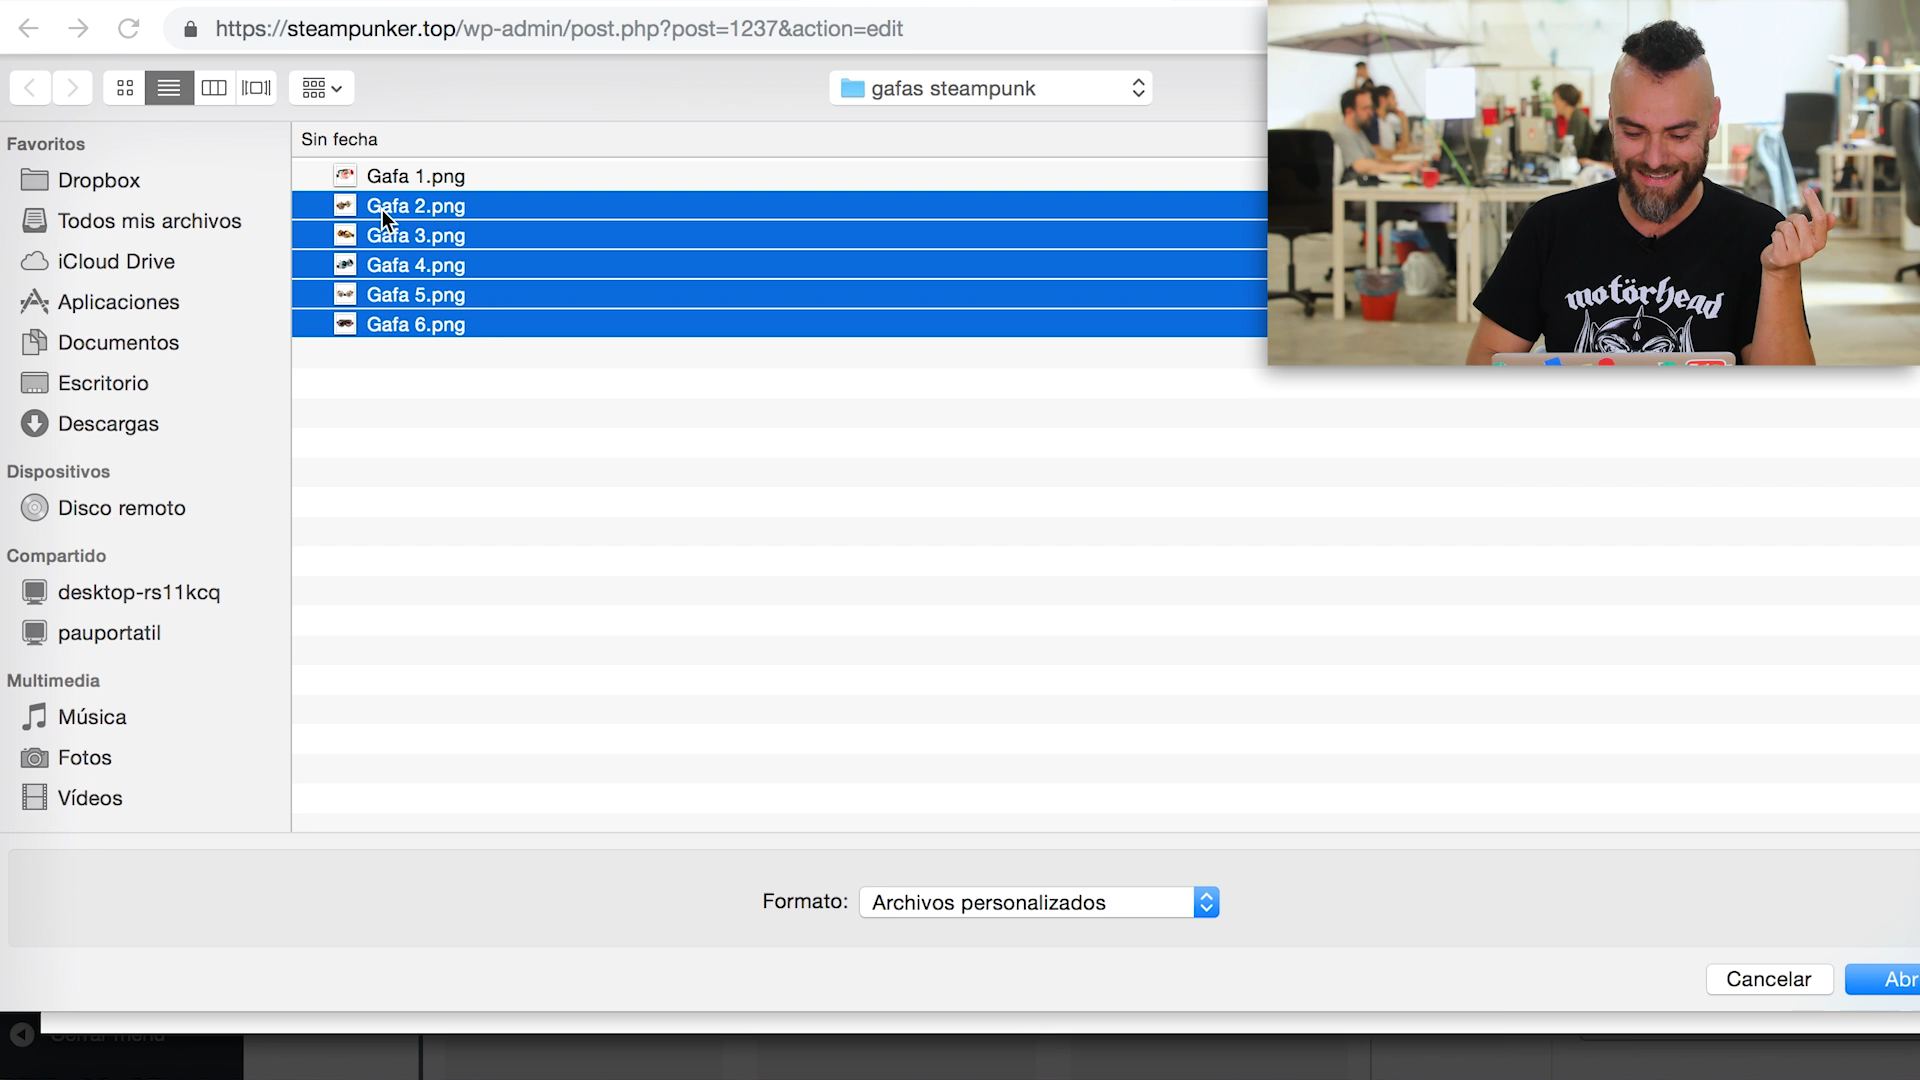 https://steampunker.top/wp-admin/post.php?post=1237&action=edit
gafas steampunk
Favoritos
Dropbox
Todos mis archivos
iCloud Drive
Aplicaciones
Documentos
Escritorio
Descargas
Dispositivos
Disco remoto
Compartido
desktop-rs11kcq
pauportatil
Multimedia
Música
Fotos
Vídeos
Sin fecha
Gafa 1.png
Gafa 2.png
Gafa 3.png
Gafa 4.png
Gafa 5.png
Gafa 6.png
motörhead
Formato: Archivos personalizados
Cancelar
Abr
Cerrar menú